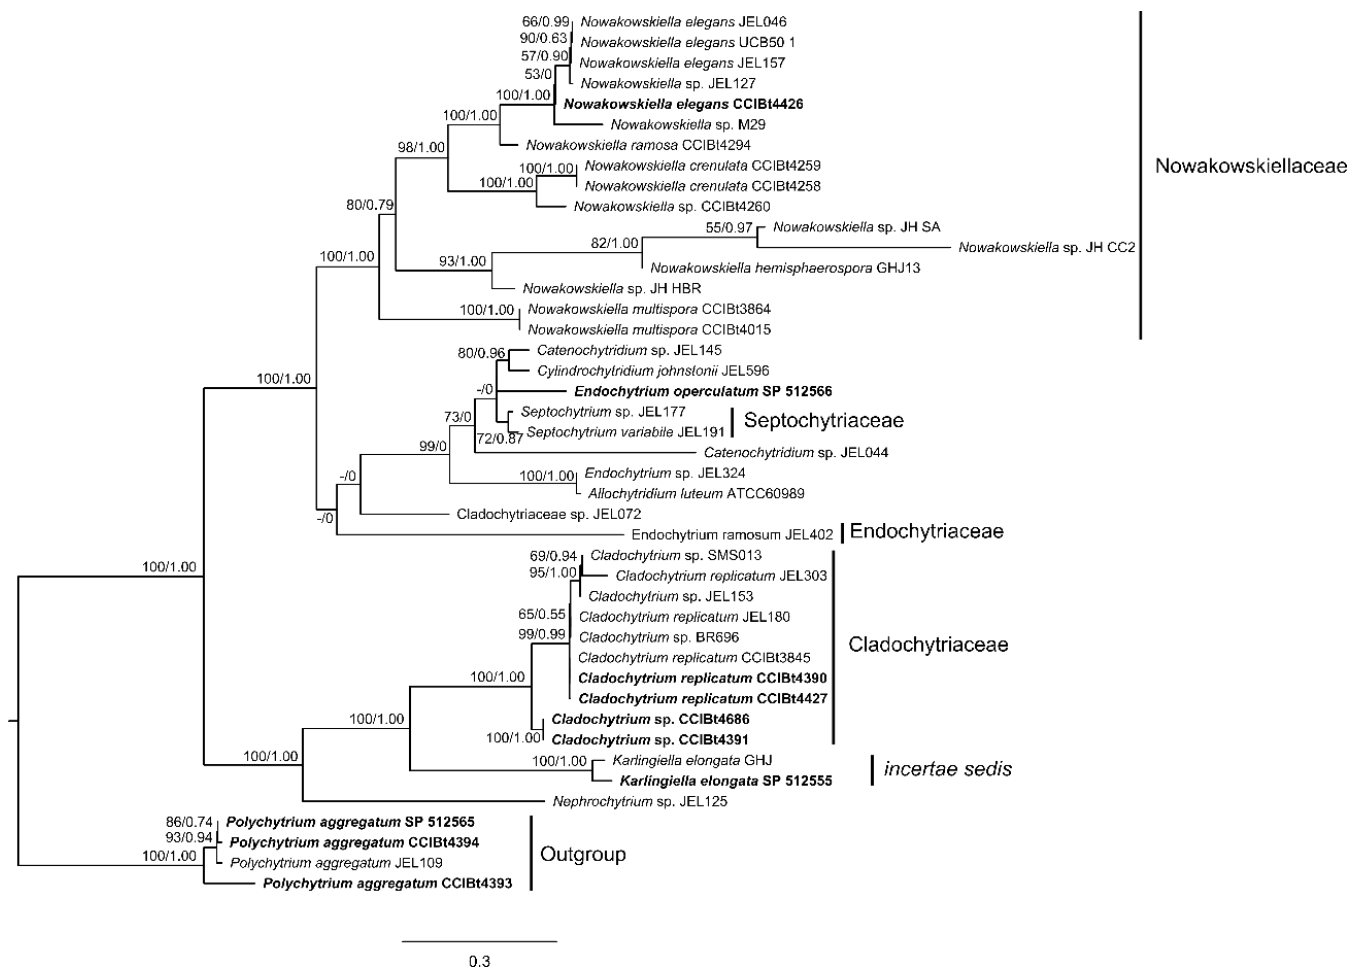 66/0.99 Nowakowskiella elegans JEL046
90/0.63 Nowakowskiella elegans UCB50 1
57/0.90 Nowakowskiella elegans JEL157
53/0 Nowakowskiella sp. JEL127
100/1.00 Nowakowskiella elegans CCIBt4426
100/1.00 Nowakowskiella sp. M29
Nowakowskiella ramosa CCIBt4294
98/1.00
100/1.00 Nowakowskiella crenulata CCIBt4259
Nowakowskiellaceae
100/1.00 Nowakowskiella crenulata CCIBt4258
Nowakowskiella sp. CCIBt4260
80/0.79
55/0.97 Nowakowskiella sp. JH SA
82/1.00 Nowakowskiella sp. JH CC2
100/1.00 93/1.00 Nowakowskiella hemisphaerospora GHJ13
Nowakowskiella sp. JH HBR
100/1.00 Nowakowskiella multispora CCIBt3864
Nowakowskiella multispora CCIBt4015
80/0.96 Catenochytridium sp. JEL145
Cylindrochytridium johnstonii JEL596
100/1.00
-/0 Endochytrium operculatum SP 512566
73/0 Septochytrium sp. JEL177
Septochytriaceae
72/0.87 Septochytrium variabile JEL191
99/0 Catenochytridium sp. JEL044
-/0 100/1.00 Endochytrium sp. JEL324
Allochytridium luteum ATCC60989
-/0 Cladochytriaceae sp. JEL072
Endochytrium ramosum JEL402 Endochytriaceae
69/0.94 Cladochytrium sp. SMS013
100/1.00 95/1.00 Cladochytrium replicatum JEL303
Cladochytrium sp. JEL153
65/0.55 Cladochytrium replicatum JEL180
99/0.99 Cladochytrium sp. BR696
Cladochytriaceae
Cladochytrium replicatum CCIBt3845
100/1.00 Cladochytrium replicatum CCIBt4390
Cladochytrium replicatum CCIBt4427
100/1.00 Cladochytrium sp. CCIBt4686
100/1.00 Cladochytrium sp. CCIBt4391
100/1.00 100/1.00 Karlingiella elongata GHJ
incertae sedis
Karlingiella elongata SP 512555
Nephrochytrium sp. JEL125
86/0.74 Polychytrium aggregatum SP 512565
93/0.94 Polychytrium aggregatum CCIBt4394
100/1.00 Polychytrium aggregatum JEL109
Outgroup
Polychytrium aggregatum CCIBt4393
0.3